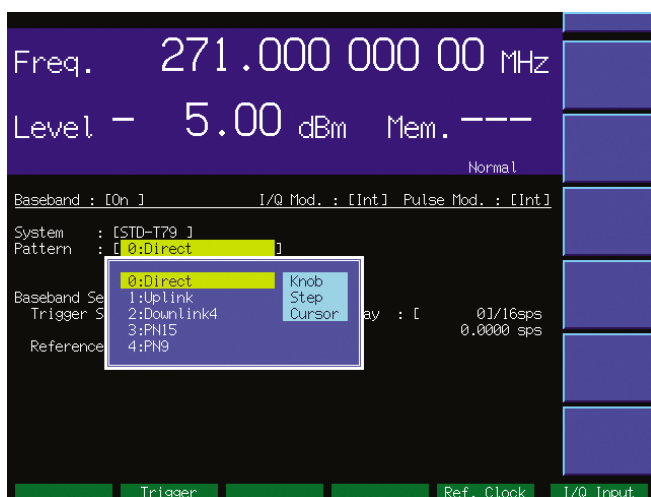 Freq. 271.000 000 00 MHz
Level - 5.00 dBm Mem.---
Normal
Baseband : [On ] I/Q Mod. : [Int] Pulse Mod. : [Int]
System : [STD-T79 ]
Pattern : [ 0:Direct ]
0:Direct Knob
1:Uplink Step
2:Downlink4 Cursor
3:PN15
4:PN9
Baseband Se
Trigger S ay : [ 0]/16sps
0.0000 sps
Reference
Trigger Ref. Clock I/Q Input